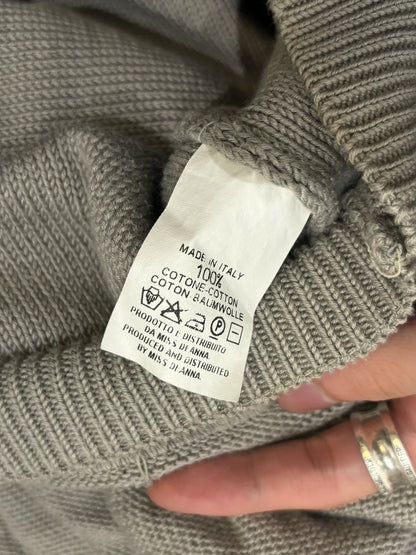 MADE IN ITALY
100%
COTONE-COTTON
COTON BAUMWOLLE
P
PRODOTTO E DISTRIBUITO
DA MISS DI ANNA
PRODUCED AND DISTRIBUTED
BY MISS DI ANNA.